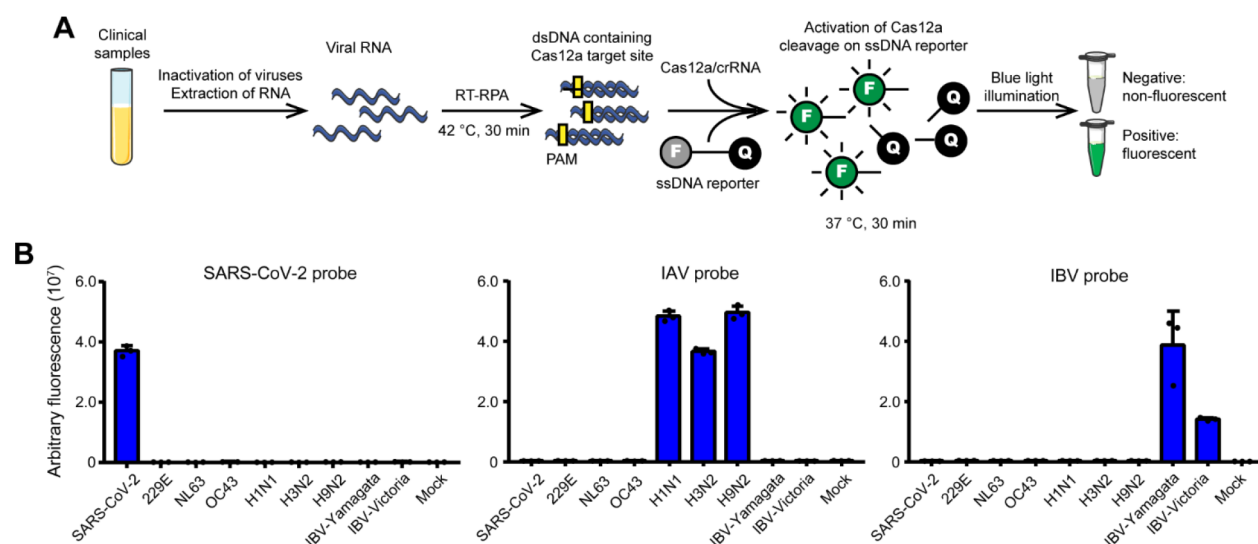 A
Clinical
samples
Inactivation of viruses
Extraction of RNA
Viral RNA
RT-RPA
42 °C, 30 min
dsDNA containing
Cas12a target site
PAM
Cas12a/crRNA
F
Q
ssDNA reporter
Activation of Cas12a
cleavage on ssDNA reporter
F
F
F
Q
Q
Q
37 °C, 30 min
Blue light
illumination
Negative:
non-fluorescent
Positive:
fluorescent
B
SARS-CoV-2 probe
Arbitrary fluorescence (10⁷)
6.0
4.0
2.0
0
SARS-CoV-2
229E
NL63
OC43
H1N1
H3N2
H9N2
IBV-Yamagata
IBV-Victoria
Mock
IAV probe
6.0
4.0
2.0
0
SARS-CoV-2
229E
NL63
OC43
H1N1
H3N2
H9N2
IBV-Yamagata
IBV-Victoria
Mock
IBV probe
6.0
4.0
2.0
0
SARS-CoV-2
229E
NL63
OC43
H1N1
H3N2
H9N2
IBV-Yamagata
IBV-Victoria
Mock